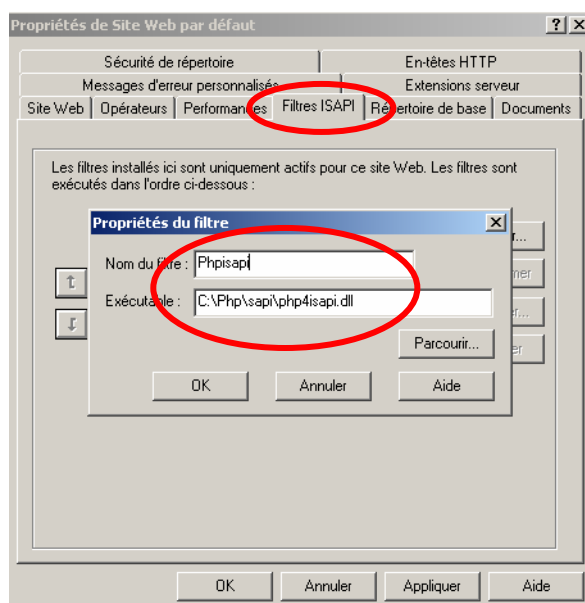 Propriétés de Site Web par défaut
Sécurité de répertoire
En-têtes HTTP
Messages d'erreur personnalisés
Extensions serveur
Site Web
Opérateurs
Performances
Filtres ISAPI
Répertoire de base
Documents
Les filtres installés ici sont uniquement actifs pour ce site Web. Les filtres sont
exécutés dans l'ordre ci-dessous :
Propriétés du filtre
Nom du filtre : Phpisapi
Exécutable : C:\Php\sapi\php4isapi.dll
Parcourir...
OK
Annuler
Aide
OK
Annuler
Appliquer
Aide